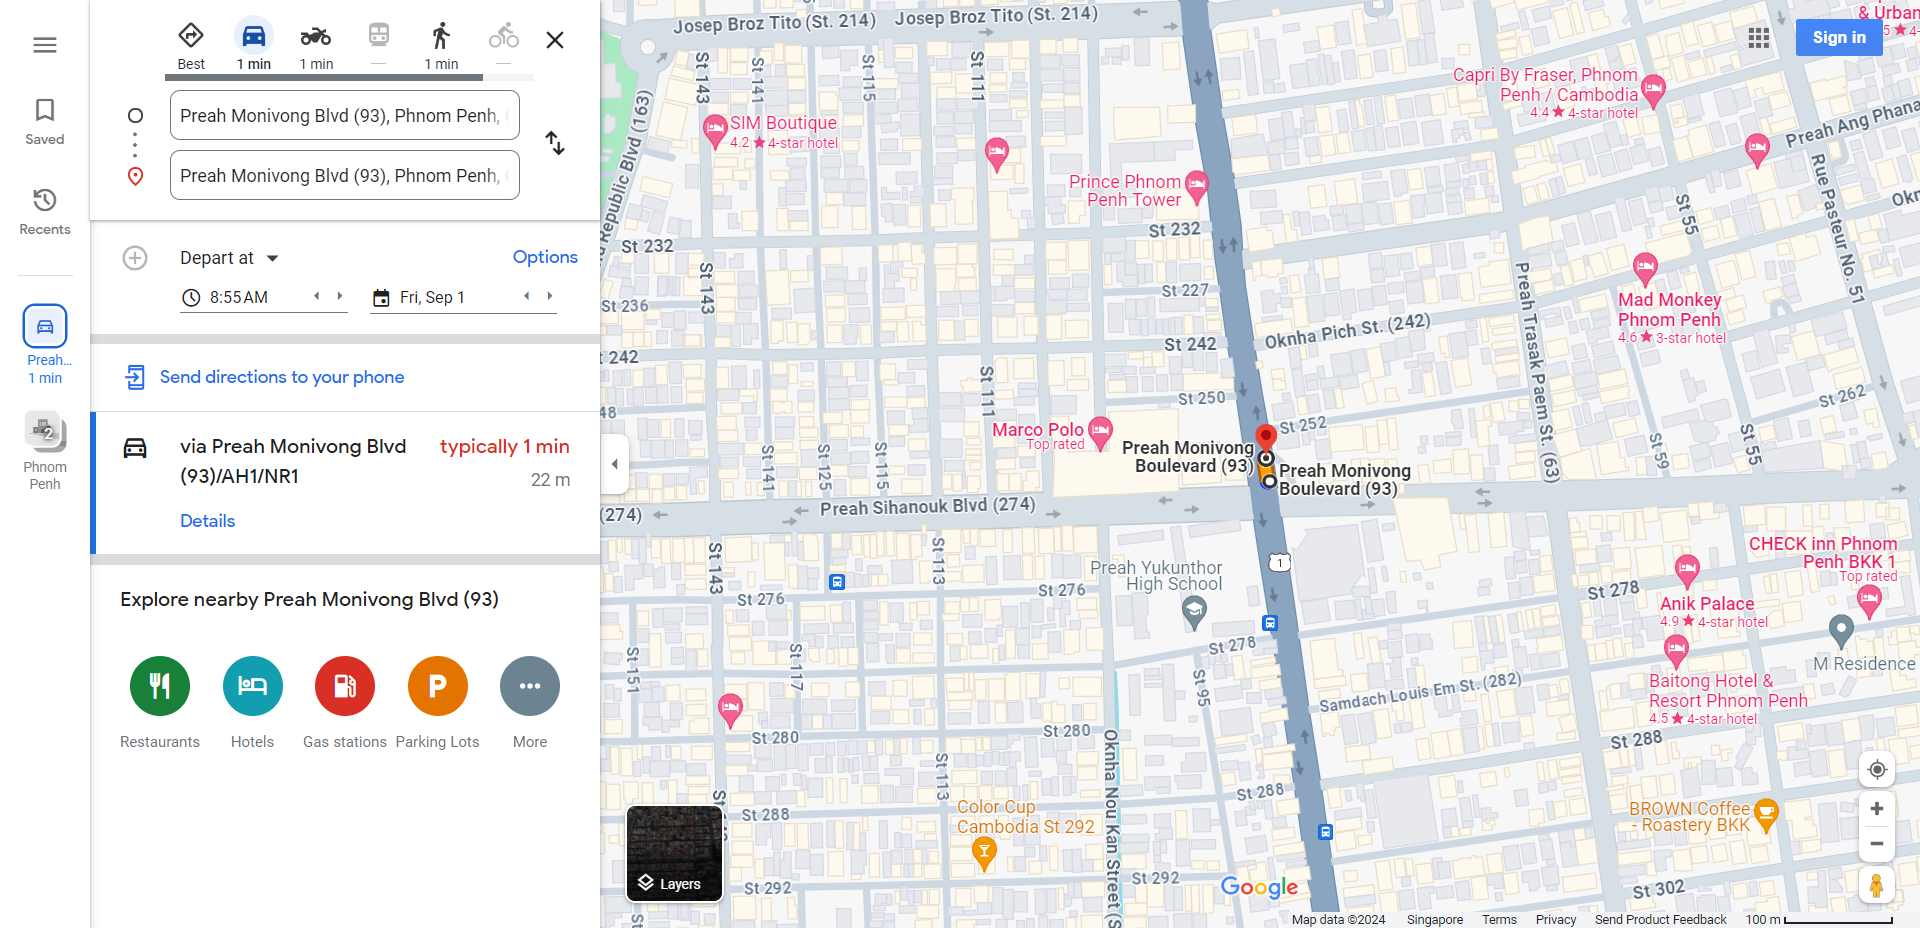 Saved
Recents
Preah...
1 min
2
Phnom
Penh
Best
1 min
1 min
—
1 min
—
Preah Monivong Blvd (93), Phnom Penh,
Preah Monivong Blvd (93), Phnom Penh,
Depart at
Options
8:55 AM
Fri, Sep 1
Send directions to your phone
via Preah Monivong Blvd
(93)/AH1/NR1
typically 1 min
22 m
Details
Explore nearby Preah Monivong Blvd (93)
Restaurants
Hotels
Gas stations
P
Parking Lots
More
Layers
Josep Broz Tito (St. 214)
Josep Broz Tito (St. 214)
& Urban
Sign in
St 143
St 141
St 115
St 111
Republic Blvd (163)
SIM Boutique
4.2 ★ 4-star hotel
Capri By Fraser, Phnom
Penh / Cambodia
4.4 ★ 4-star hotel
Preah Ang Phana
Prince Phnom
Penh Tower
St 232
St 232
St 55
Rue Pasteur No. 51
St 143
St 236
St 227
Preah Trasak Paem St. (63)
Mad Monkey
Phnom Penh
4.6 ★ 3-star hotel
Oknha Pich St. (242)
St 242
242
St 111
48
St 250
St 252
St 262
Marco Polo
Top rated
Preah Monivong
Boulevard (93)
Preah Monivong
Boulevard (93)
St 141
St 125
St 115
St 59
St 55
(274)
Preah Sihanouk Blvd (274)
St 143
St 113
1
Preah Yukunthor
High School
CHECK inn Phnom
Penh BKK 1
Top rated
St 276
St 276
St 278
Anik Palace
4.9 ★ 4-star hotel
St 278
St 151
St 117
St 95
M Residence
Baitong Hotel &
Resort Phnom Penh
4.5 ★ 4-star hotel
Samdach Louis Em St. (282)
St 280
St 280
St 288
St 113
Oknha Nou Kan Street (S
St 288
St 288
Color Cup
Cambodia St 292
BROWN Coffee
- Roastery BKK
St 292
St 292
St 302
Google
Map data ©2024
Singapore
Terms
Privacy
Send Product Feedback
100 m